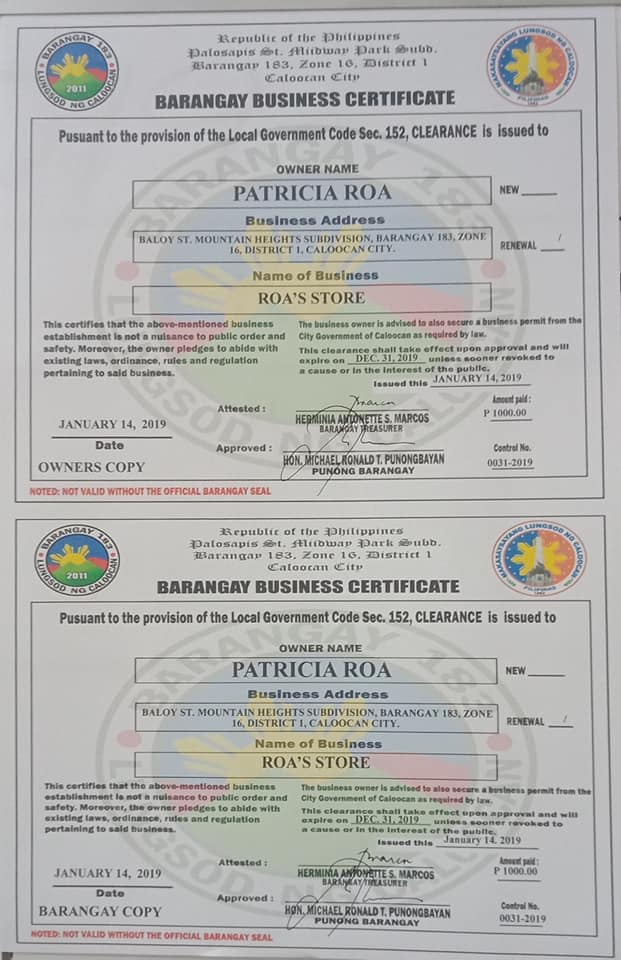 BARANGAY 183
2011
LUNGSOD NG CALOOCAN
Republic of the Philippines
Palosapis St. Miidway Park Subd.
Barangay 183, Zone 16, District 1
Caloocan City
MAKASAYSAYANG LUNGSOD NG CALOOCAN
PILIPINAS
BARANGAY BUSINESS CERTIFICATE
Pusuant to the provision of the Local Government Code Sec. 152, CLEARANCE is issued to
OWNER NAME
PATRICIA ROA
NEW
Business Address
BALOY ST. MOUNTAIN HEIGHTS SUBDIVISION, BARANGAY 183, ZONE
16, DISTRICT 1, CALOOCAN CITY.
RENEWAL /
Name of Business
ROA'S STORE
This certifies that the above-mentioned business
establishment is not a nuisance to public order and
safety. Moreover, the owner pledges to abide with
existing laws, ordinance, rules and regulation
pertaining to said business.
The business owner is advised to also secure a business permit from the
City Government of Caloocan as required by law.
This clearance shall take effect upon approval and will
expire on DEC. 31, 2019 unless sooner revoked to
a cause or in the interest of the public.
Issued this JANUARY 14, 2019
Attested :
HERMINIA ANTONETTE S. MARCOS
BARANGAY TREASURER
Amount paid :
P 1000.00
JANUARY 14, 2019
Date
Approved :
HON. MICHAEL RONALD T. PUNONGBAYAN
PUNONG BARANGAY
Control No.
0031-2019
OWNERS COPY
NOTED: NOT VALID WITHOUT THE OFFICIAL BARANGAY SEAL
BARANGAY 183
2011
LUNGSOD NG CALOOCAN
Republic of the Philippines
Palosapis St. Miidway Park Subd.
Barangay 183, Zone 16, District 1
Caloocan City
MAKASAYSAYANG LUNGSOD NG CALOOCAN
PILIPINAS
BARANGAY BUSINESS CERTIFICATE
Pusuant to the provision of the Local Government Code Sec. 152, CLEARANCE is issued to
OWNER NAME
PATRICIA ROA
NEW
Business Address
BALOY ST. MOUNTAIN HEIGHTS SUBDIVISION, BARANGAY 183, ZONE
16, DISTRICT 1, CALOOCAN CITY.
RENEWAL /
Name of Business
ROA'S STORE
This certifies that the above-mentioned business
establishment is not a nuisance to public order and
safety. Moreover, the owner pledges to abide with
existing laws, ordinance, rules and regulation
pertaining to said business.
The business owner is advised to also secure a business permit from the
City Government of Caloocan as required by law.
This clearance shall take effect upon approval and will
expire on DEC. 31, 2019 unless sooner revoked to
a cause or in the interest of the public.
Issued this January 14, 2019
Attested :
HERMINIA ANTONETTE S. MARCOS
BARANGAY TREASURER
Amount paid :
P 1000.00
JANUARY 14, 2019
Date
Approved :
HON. MICHAEL RONALD T. PUNONGBAYAN
PUNONG BARANGAY
Control No.
0031-2019
BARANGAY COPY
NOTED: NOT VALID WITHOUT THE OFFICIAL BARANGAY SEAL